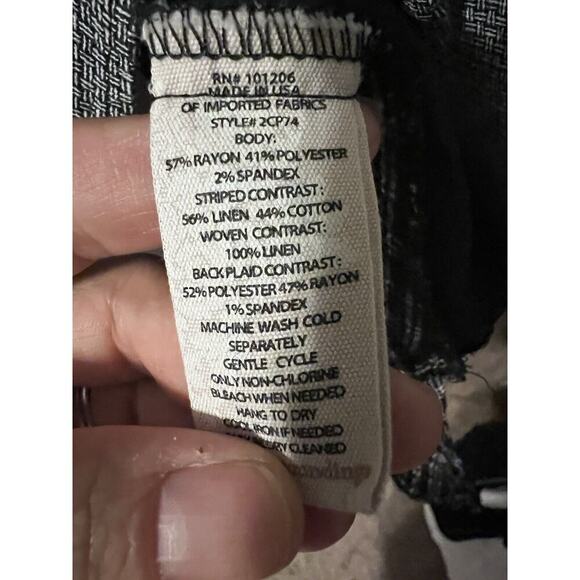 RN# 101206
MADE IN USA
OF IMPORTED FABRICS
STYLE# 2CP74
BODY:
57% RAYON 41% POLYESTER
2% SPANDEX
STRIPED CONTRAST:
56% LINEN 44% COTTON
WOVEN CONTRAST:
100% LINEN
BACK PLAID CONTRAST:
52% POLYESTER 47% RAYON
1% SPANDEX
MACHINE WASH COLD
SEPARATELY
GENTLE CYCLE
ONLY NON-CHLORINE
BLEACH WHEN NEEDED
HANG TO DRY
COOL IRON IF NEEDED
CLEANED